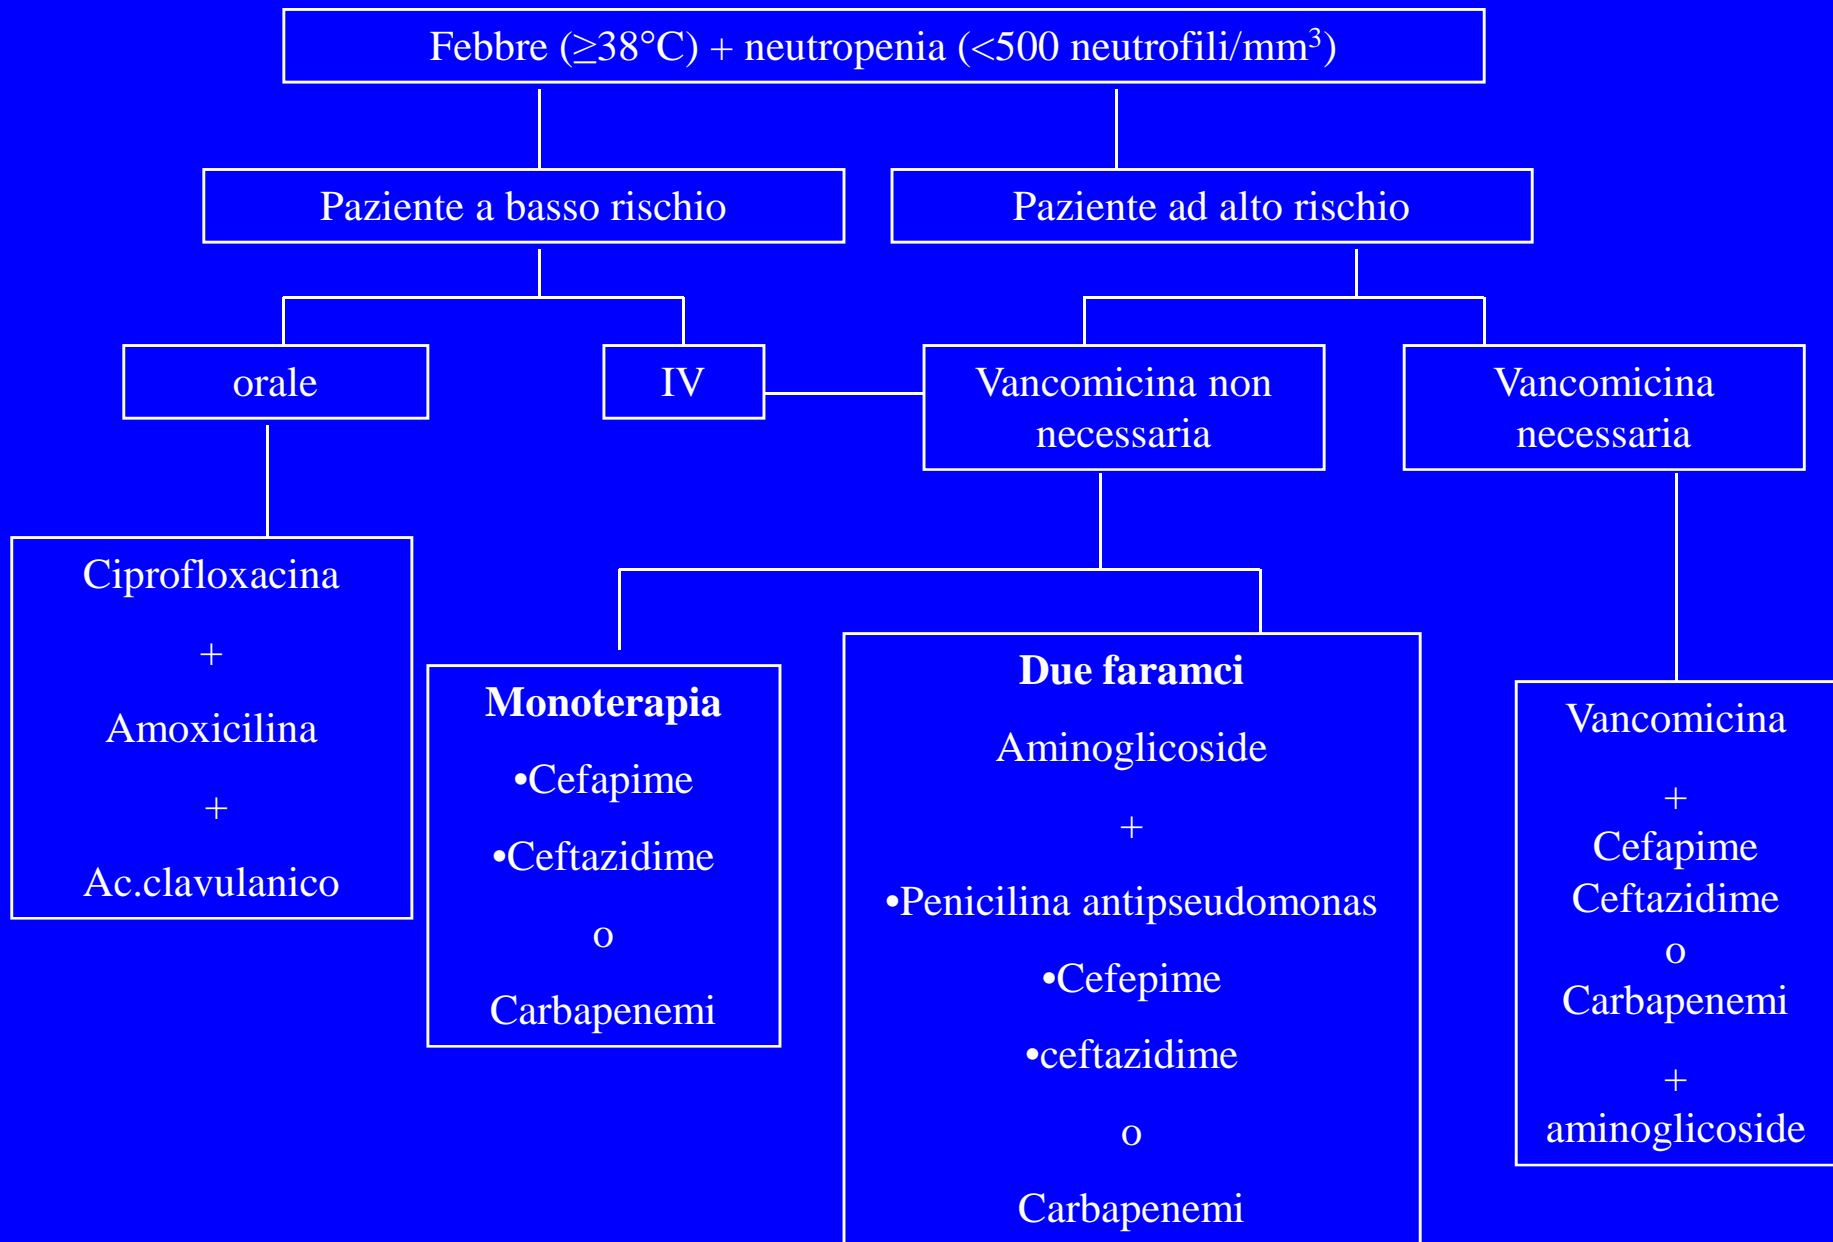 Febbre (≥38°C) + neutropenia (<500 neutrofili/mm³)
Paziente a basso rischio
Paziente ad alto rischio
orale
IV
Vancomicina non
necessaria
Vancomicina
necessaria
Ciprofloxacina
+
Amoxicilina
+
Ac.clavulanico
Monoterapia
•Cefapime
•Ceftazidime
o
Carbapenemi
Due faramci
Aminoglicoside
+
•Penicilina antipseudomonas
•Cefepime
•ceftazidime
o
Carbapenemi
Vancomicina
+
Cefapime
Ceftazidime
o
Carbapenemi
+
aminoglicoside